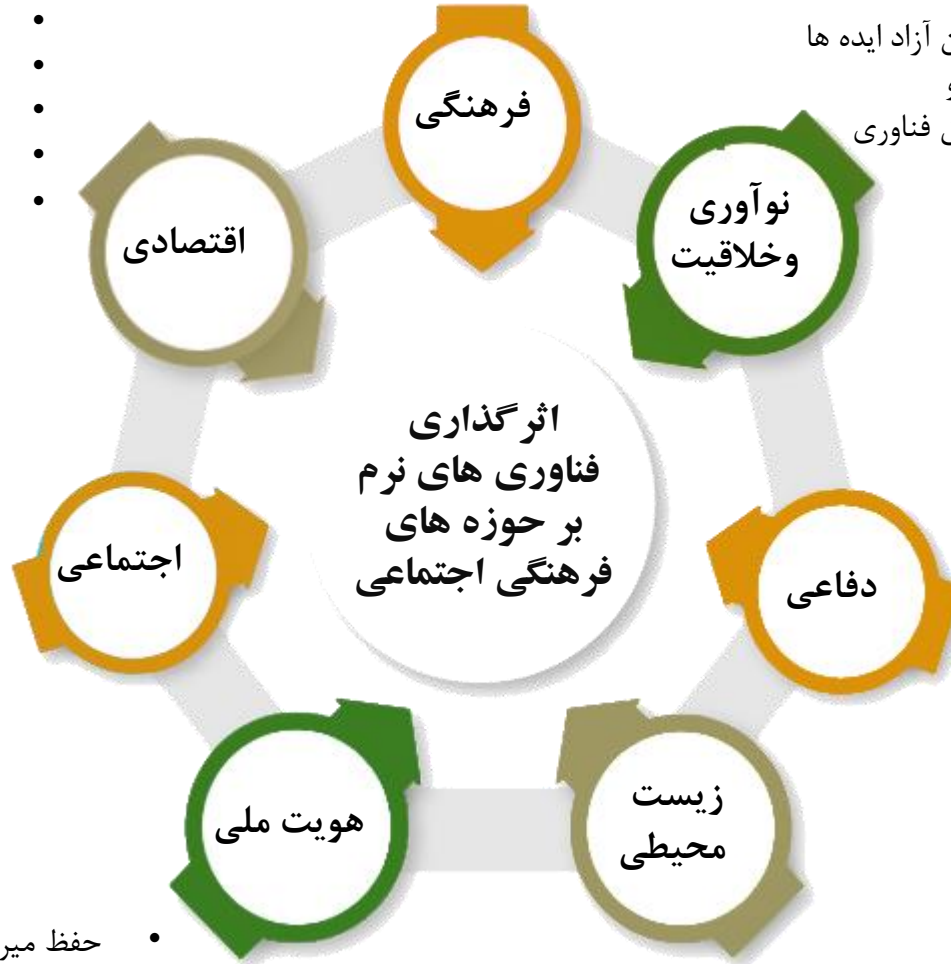 آزاد ایده ها
و
فناوری
فرهنگی
نوآوری
وخلاقیت
اقتصادی
اثرگذاری
فناوری های نرم
بر حوزه های
فرهنگی اجتماعی
اجتماعی
دفاعی
هویت ملی
زیست
محیطی
• حفظ